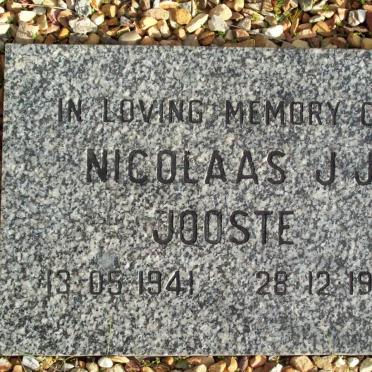 IN LOVING MEMORY
NICOLAAS J J
JOOSTE
13 05 1941 28 12